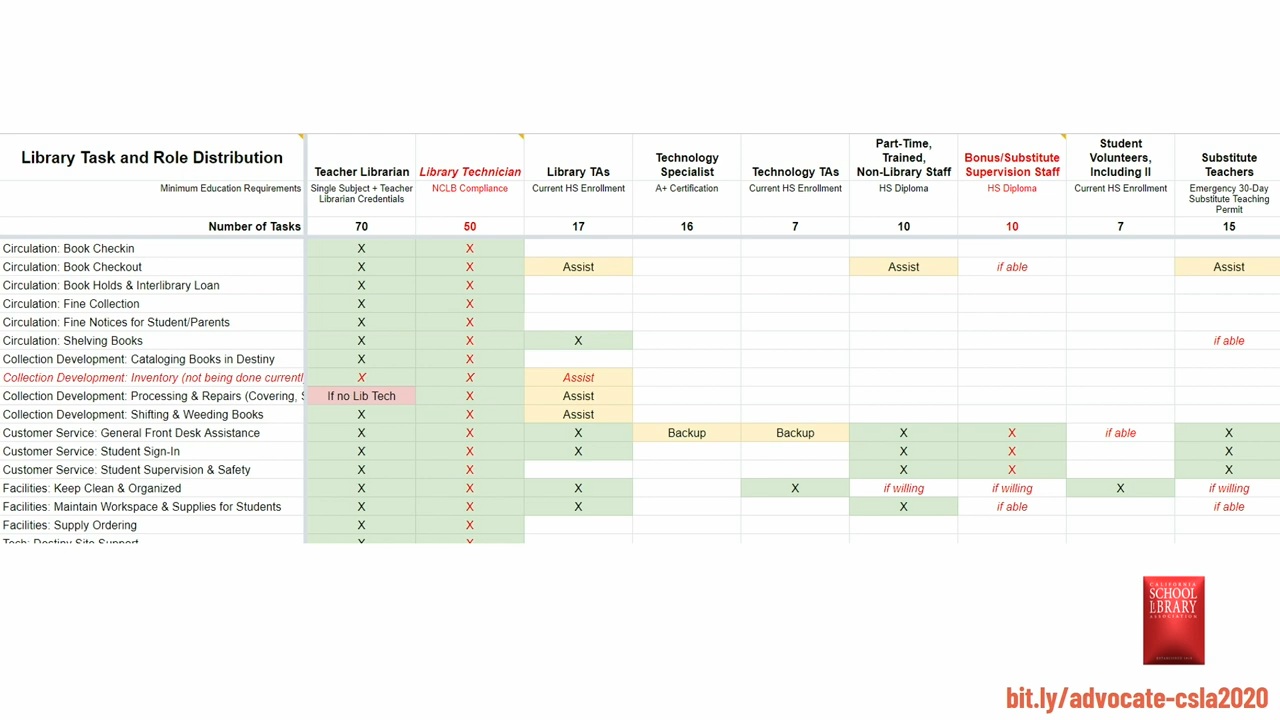 Library Task and Role Distribution
Teacher Librarian
Library Technician
Library TAs
Technology
Specialist
Technology TAs
Part-Time,
Trained,
Non-Library Staff
Bonus/Substitute
Supervision Staff
Student
Volunteers,
Including II
Substitute
Teachers
Minimum Education Requirements
Single Subject + Teacher
Librarian Credentials
NCLB Compliance
Current HS Enrollment
A+ Certification
Current HS Enrollment
HS Diploma
HS Diploma
Current HS Enrollment
Emergency 30-Day
Substitute Teaching
Permit
Number of Tasks 70 50 17 16 7 10 10 7 15
Circulation: Book Checkin X X
Circulation: Book Checkout X X Assist Assist if able Assist
Circulation: Book Holds & Interlibrary Loan X X
Circulation: Fine Collection X X
Circulation: Fine Notices for Student/Parents X X
Circulation: Shelving Books X X X if able
Collection Development: Cataloging Books in Destiny X X
Collection Development: Inventory (not being done currentl X X Assist
Collection Development: Processing & Repairs (Covering, S If no Lib Tech X Assist
Collection Development: Shifting & Weeding Books X X Assist
Customer Service: General Front Desk Assistance X X X Backup Backup X X if able X
Customer Service: Student Sign-In X X X X X X
Customer Service: Student Supervision & Safety X X X X X
Facilities: Keep Clean & Organized X X X X if willing if willing X if willing
Facilities: Maintain Workspace & Supplies for Students X X X X if able if able
Facilities: Supply Ordering X X
Tech: Destiny Site Support X X
CALIFORNIA
SCHOOL
LIBRARY
ASSOCIATION
bit.ly/advocate-csla2020